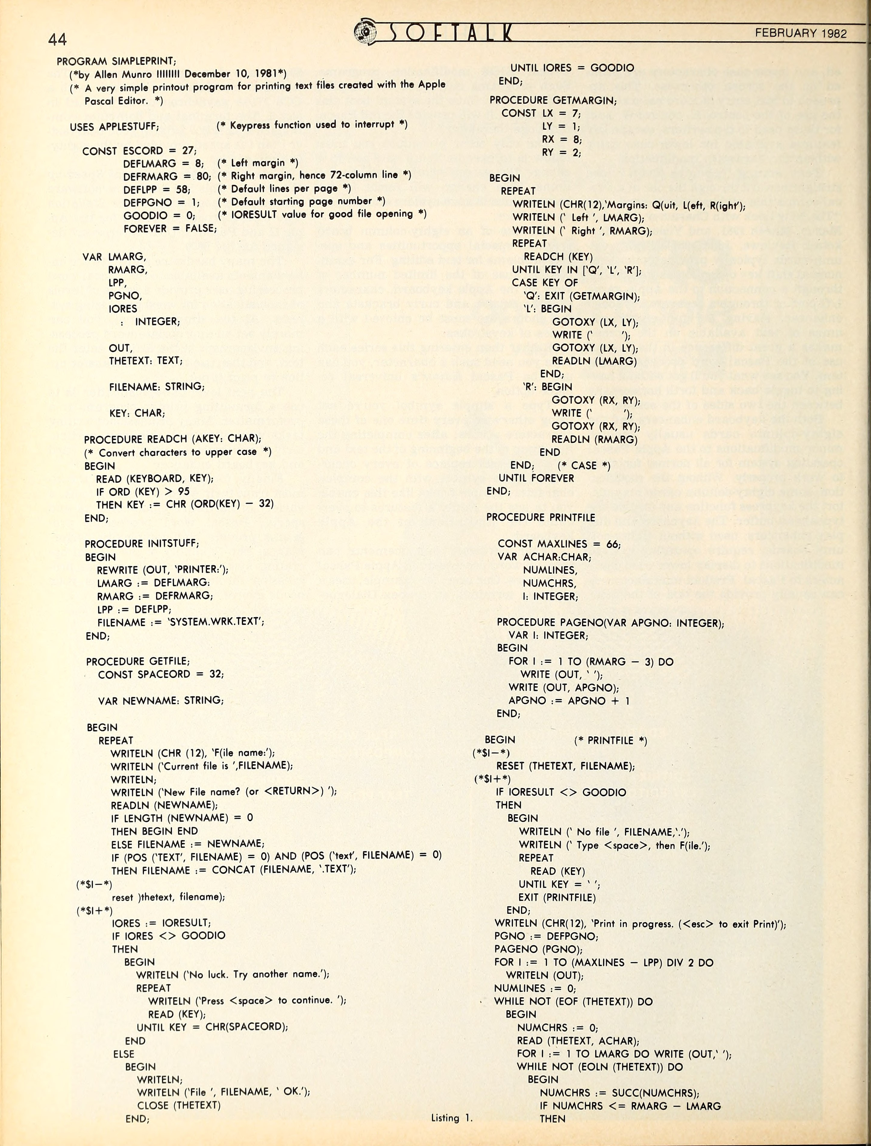 44
SOFTALK
FEBRUARY 1982
PROGRAM SIMPLEPRINT;
(*by Allen Munro IIIIIIII December 10, 1981*)
(* A very simple printout program for printing text files created with the Apple
Pascal Editor. *)
USES APPLESTUFF; (* Keypress function used to interrupt *)
CONST ESCORD = 27;
DEFLMARG = 8; (* Left margin *)
DEFRMARG = 80; (* Right margin, hence 72-column line *)
DEFLPP = 58; (* Default lines per page *)
DEFPGNO = 1; (* Default starting page number *)
GOODIO = 0; (* IORESULT value for good file opening *)
FOREVER = FALSE;
VAR LMARG,
RMARG,
LPP,
PGNO,
IORES
: INTEGER;
OUT,
THETEXT: TEXT;
FILENAME: STRING;
KEY: CHAR;
PROCEDURE READCH (AKEY: CHAR);
(* Convert characters to upper case *)
BEGIN
READ (KEYBOARD, KEY);
IF ORD (KEY) > 95
THEN KEY := CHR (ORD(KEY) − 32)
END;
PROCEDURE INITSTUFF;
BEGIN
REWRITE (OUT, 'PRINTER:');
LMARG := DEFLMARG:
RMARG := DEFRMARG;
LPP := DEFLPP;
FILENAME := 'SYSTEM.WRK.TEXT';
END;
PROCEDURE GETFILE;
CONST SPACEORD = 32;
VAR NEWNAME: STRING;
BEGIN
REPEAT
WRITELN (CHR (12), 'F(ile name:');
WRITELN ('Current file is ',FILENAME);
WRITELN;
WRITELN ('New File name? (or <RETURN>) ');
READLN (NEWNAME);
IF LENGTH (NEWNAME) = 0
THEN BEGIN END
ELSE FILENAME := NEWNAME;
IF (POS ('TEXT', FILENAME) = 0) AND (POS ('text', FILENAME) = 0)
THEN FILENAME := CONCAT (FILENAME, '.TEXT');
(*$I−*)
reset )thetext, filename);
(*$I+*)
IORES := IORESULT;
IF IORES <> GOODIO
THEN
BEGIN
WRITELN ('No luck. Try another name.');
REPEAT
WRITELN ('Press <space> to continue. ');
READ (KEY);
UNTIL KEY = CHR(SPACEORD);
END
ELSE
BEGIN
WRITELN;
WRITELN ('File ', FILENAME, ' OK.');
CLOSE (THETEXT)
END;
UNTIL IORES = GOODIO
END;
PROCEDURE GETMARGIN;
CONST LX = 7;
LY = 1;
RX = 8;
RY = 2;
BEGIN
REPEAT
WRITELN (CHR(12),'Margins: Q(uit, L(eft, R(ight');
WRITELN (' Left ', LMARG);
WRITELN (' Right ', RMARG);
REPEAT
READCH (KEY)
UNTIL KEY IN ['Q', 'L', 'R'];
CASE KEY OF
'Q': EXIT (GETMARGIN);
'L': BEGIN
GOTOXY (LX, LY);
WRITE (' ');
GOTOXY (LX, LY);
READLN (LMARG)
END;
'R': BEGIN
GOTOXY (RX, RY);
WRITE (' ');
GOTOXY (RX, RY);
READLN (RMARG)
END
END; (* CASE *)
UNTIL FOREVER
END;
PROCEDURE PRINTFILE
CONST MAXLINES = 66;
VAR ACHAR:CHAR;
NUMLINES,
NUMCHRS,
I: INTEGER;
PROCEDURE PAGENO(VAR APGNO: INTEGER);
VAR I: INTEGER;
BEGIN
FOR I := 1 TO (RMARG − 3) DO
WRITE (OUT, ' ');
WRITE (OUT, APGNO);
APGNO := APGNO + 1
END;
BEGIN (* PRINTFILE *)
(*$I−*)
RESET (THETEXT, FILENAME);
(*$I+*)
IF IORESULT <> GOODIO
THEN
BEGIN
WRITELN (' No file ', FILENAME,'.');
WRITELN (' Type <space>, then F(ile.');
REPEAT
READ (KEY)
UNTIL KEY = ' ';
EXIT (PRINTFILE)
END;
WRITELN (CHR(12), 'Print in progress. (<esc> to exit Print)');
PGNO := DEFPGNO;
PAGENO (PGNO);
FOR I := 1 TO (MAXLINES − LPP) DIV 2 DO
WRITELN (OUT);
NUMLINES := 0;
WHILE NOT (EOF (THETEXT)) DO
BEGIN
NUMCHRS := 0;
READ (THETEXT, ACHAR);
FOR I := 1 TO LMARG DO WRITE (OUT,' ');
WHILE NOT (EOLN (THETEXT)) DO
BEGIN
NUMCHRS := SUCC(NUMCHRS);
IF NUMCHRS <= RMARG − LMARG
THEN
Listing 1.